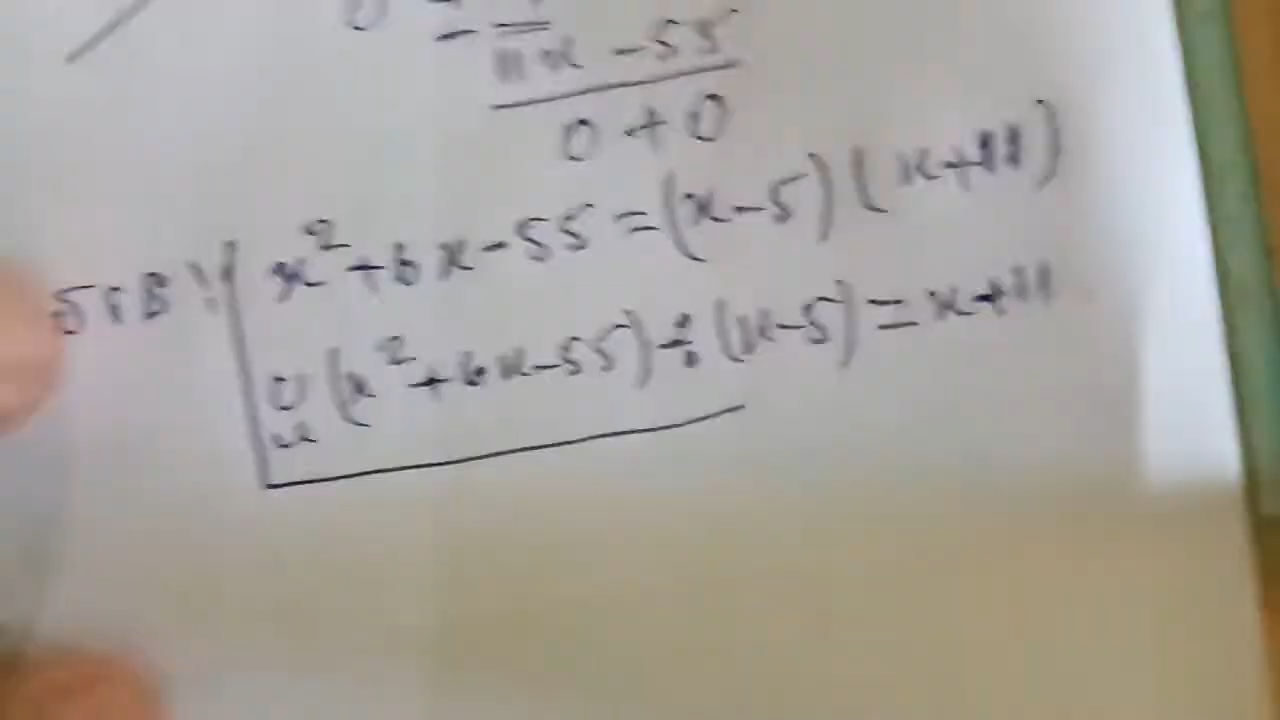 11x - 55
0 + 0
x² + 6x - 55 = (x - 5) (x + 11)
(x² + 6x - 55) ÷ (x - 5) = x + 11